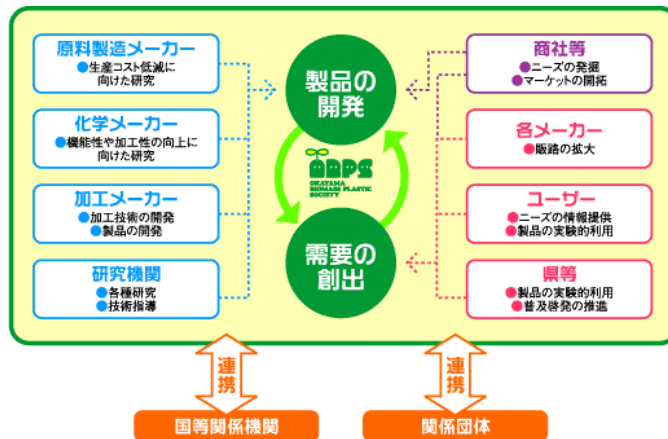 原料製造メーカー
●生産コスト低減に
向けた研究
化学メーカー
●機能性や加工性の向上に
向けた研究
加工メーカー
●加工技術の開発
●製品の開発
研究機関
●各種研究
●技術指導
製品の
開発
OBPS
OKAYAMA
BIOMASS PLASTIC
SOCIETY
需要の
創出
商社等
●ニーズの発掘
●マーケットの開拓
各メーカー
●販路の拡大
ユーザー
●ニーズの情報提供
●製品の実験的利用
県等
●製品の実験的利用
●普及啓発の推進
連携
連携
国等関係機関
関係団体